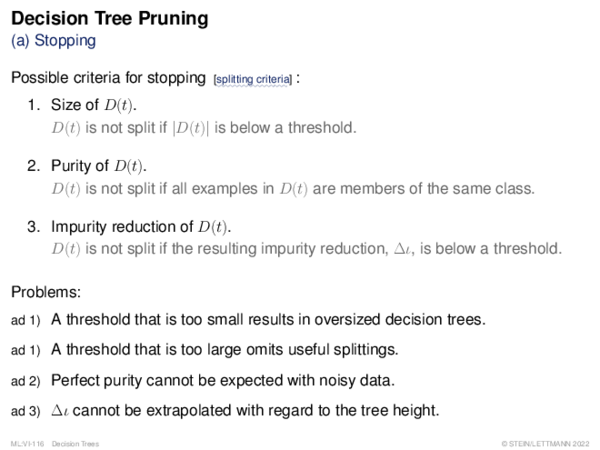 Decision Tree Pruning
(a) Stopping
Possible criteria for stopping [splitting criteria] :
1. Size of D(t).
D(t) is not split if |D(t)| is below a threshold.
2. Purity of D(t).
D(t) is not split if all examples in D(t) are members of the same class.
3. Impurity reduction of D(t).
D(t) is not split if the resulting impurity reduction, Δι, is below a threshold.
Problems:
ad 1) A threshold that is too small results in oversized decision trees.
ad 1) A threshold that is too large omits useful splittings.
ad 2) Perfect purity cannot be expected with noisy data.
ad 3) Δι cannot be extrapolated with regard to the tree height.
ML:VI-116 Decision Trees © STEIN/LETTMANN 2022